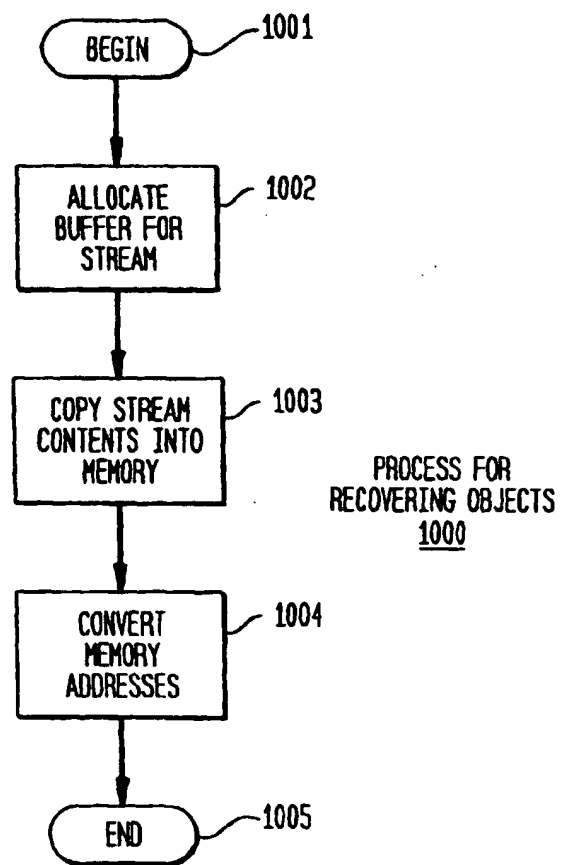 BEGIN
1001
ALLOCATE
BUFFER FOR
STREAM
1002
COPY STREAM
CONTENTS INTO
MEMORY
1003
PROCESS FOR
RECOVERING OBJECTS
1000
CONVERT
MEMORY
ADDRESSES
1004
END
1005